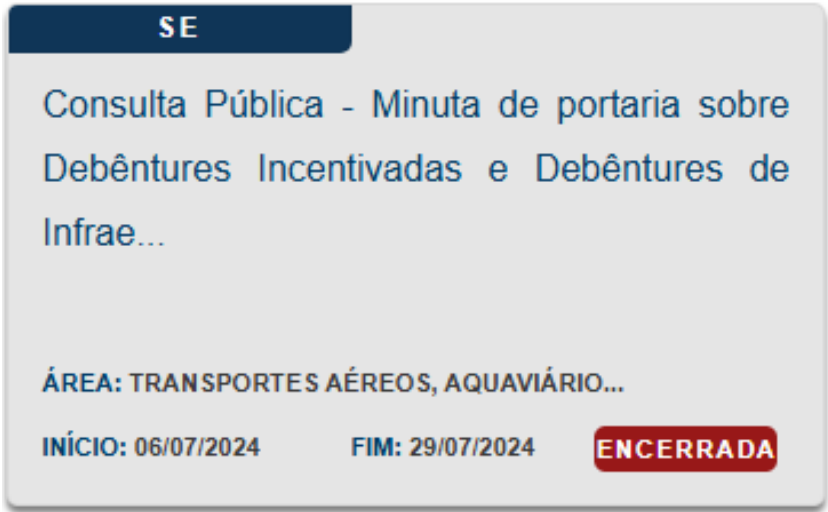 SE
Consulta Pública - Minuta de portaria sobre
Debêntures Incentivadas e Debêntures de
Infrae...
ÁREA: TRANSPORTES AÉREOS, AQUAVIÁRIO...
INÍCIO: 06/07/2024 FIM: 29/07/2024 ENCERRADA